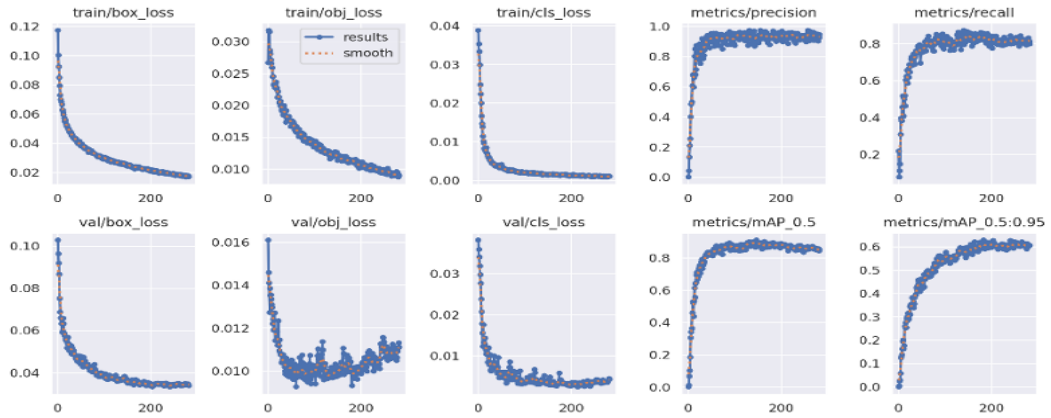 train/box_loss train/obj_loss train/cls_loss metrics/precision metrics/recall
0.12 0.10 0.08 0.06 0.04 0.02
0 200
0.030 0.025 0.020 0.015 0.010
results
smooth
0 200
0.04 0.03 0.02 0.01 0.00
0 200
1.0 0.8 0.6 0.4 0.2 0.0
0 200
0.8 0.6 0.4 0.2
0 200
val/box_loss val/obj_loss val/cls_loss metrics/mAP_0.5 metrics/mAP_0.5:0.95
0.10 0.08 0.06 0.04
0 200
0.016 0.014 0.013 0.011 0.010
0 200
0.03 0.02 0.01
0 200
0.8 0.6 0.4 0.2 0.0
0 200
0.6 0.5 0.4 0.3 0.2 0.1 0.0
0 200